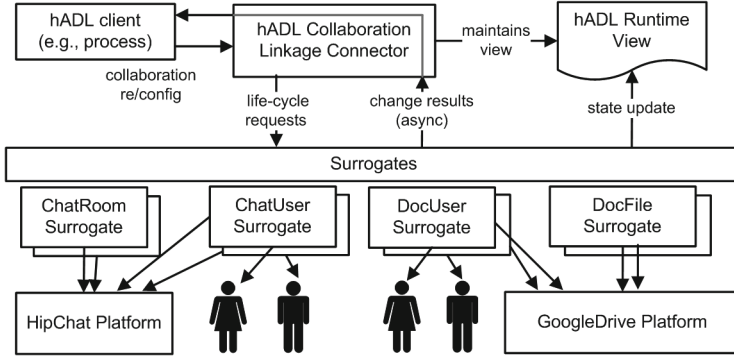 hADL client
(e.g., process)
hADL Collaboration
Linkage Connector
maintains
view
hADL Runtime
View
collaboration
re/config
life-cycle
requests
change results
(async)
state update
Surrogates
ChatRoom
Surrogate
ChatUser
Surrogate
DocUser
Surrogate
DocFile
Surrogate
HipChat Platform
GoogleDrive Platform